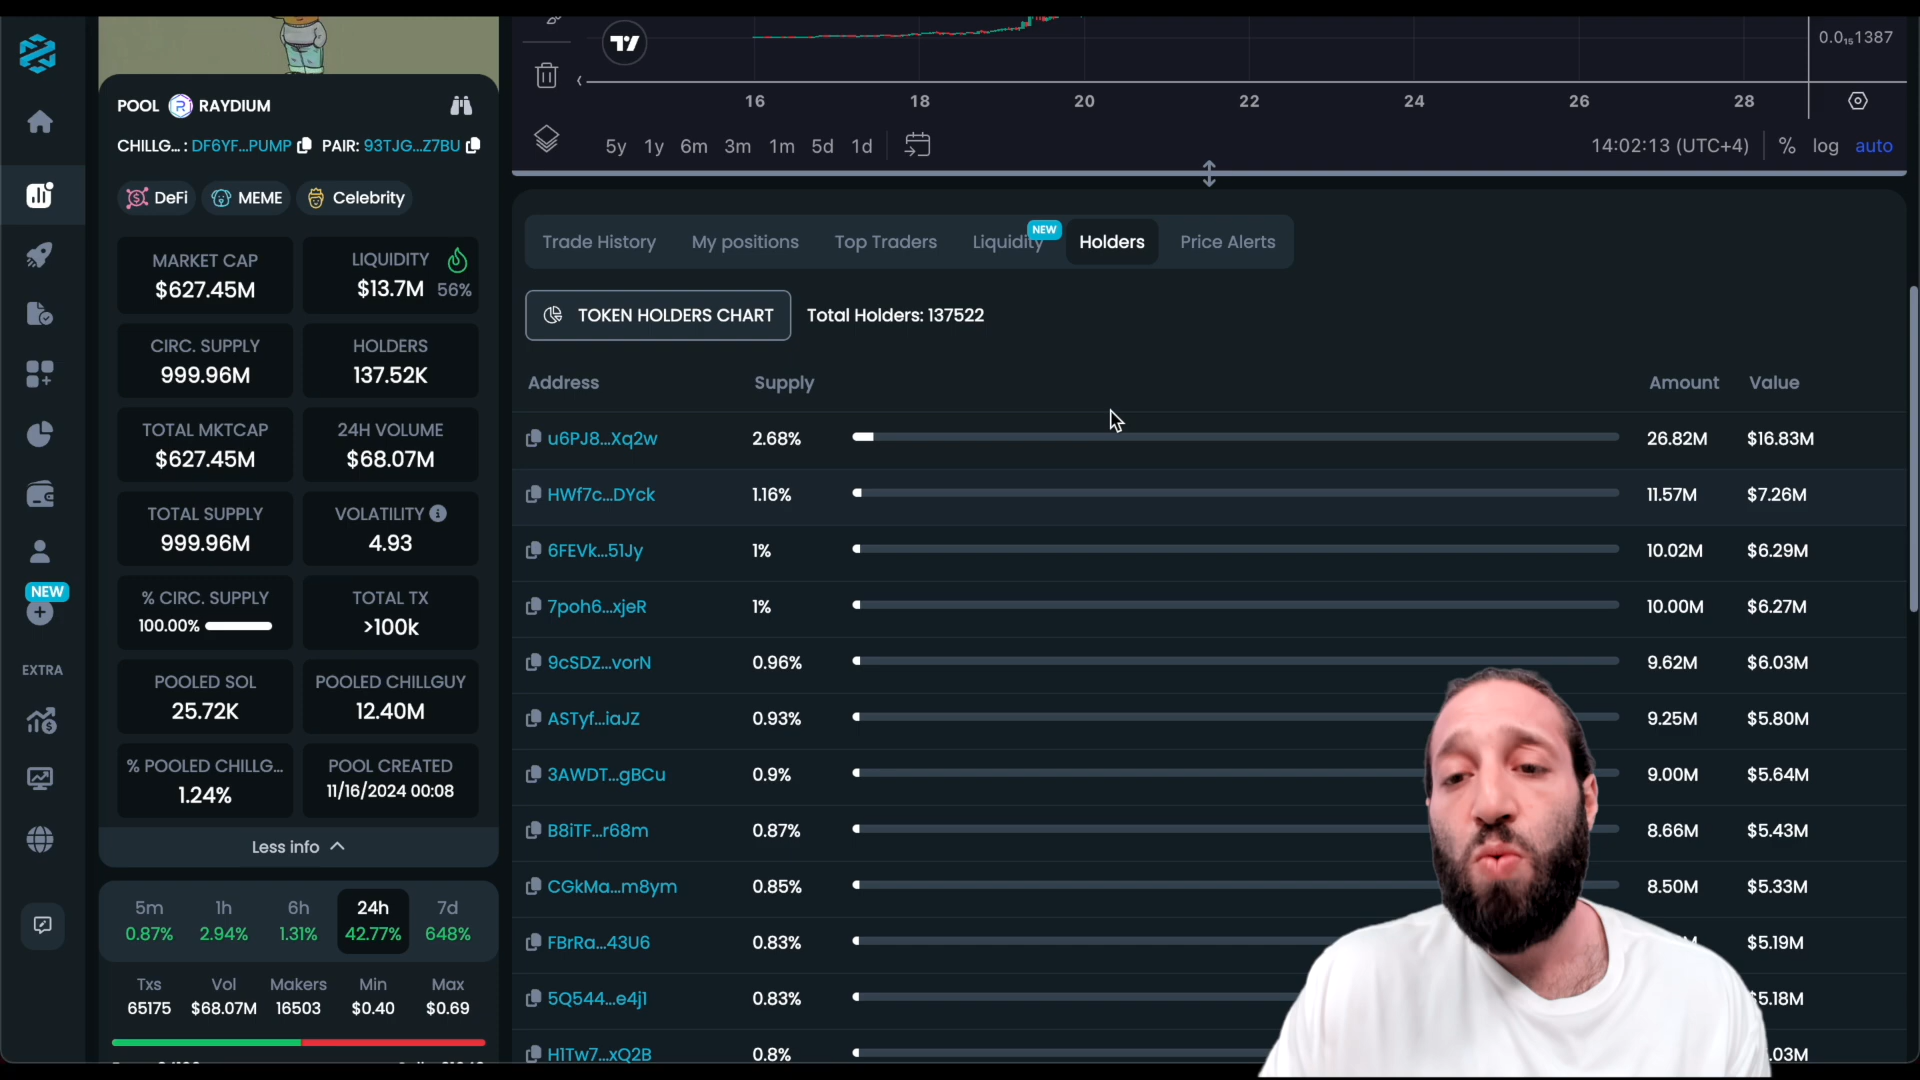 POOL RAYDIUM
CHILLG... : DF6YF...PUMP PAIR: 93TJG...Z7BU
DeFi MEME Celebrity
MARKET CAP
$627.45M
LIQUIDITY
$13.7M 56%
CIRC. SUPPLY
999.96M
HOLDERS
137.52K
TOTAL MKTCAP
$627.45M
24H VOLUME
$68.07M
TOTAL SUPPLY
999.96M
VOLATILITY
4.93
% CIRC. SUPPLY
100.00%
TOTAL TX
>100k
POOLED SOL
25.72K
POOLED CHILLGUY
12.40M
% POOLED CHILLG...
1.24%
POOL CREATED
11/16/2024 00:08
Less info
5m 1h 6h 24h 7d
0.87% 2.94% 1.31% 42.77% 648%
Txs Vol Makers Min Max
65175 $68.07M 16503 $0.40 $0.69
NEW
EXTRA
0.0₁₅1387
16 18 20 22 24 26 28
5y 1y 6m 3m 1m 5d 1d 14:02:13 (UTC+4) % log auto
NEW
Trade History My positions Top Traders Liquidity Holders Price Alerts
TOKEN HOLDERS CHART Total Holders: 137522
Address Supply Amount Value
u6PJ8...Xq2w 2.68% 26.82M $16.83M
HWf7c...DYck 1.16% 11.57M $7.26M
6FEVk...51Jy 1% 10.02M $6.29M
7poh6...xjeR 1% 10.00M $6.27M
9cSDZ...vorN 0.96% 9.62M $6.03M
ASTyf...iaJZ 0.93% 9.25M $5.80M
3AWDT...gBCu 0.9% 9.00M $5.64M
B8iTF...r68m 0.87% 8.66M $5.43M
CGkMa...m8ym 0.85% 8.50M $5.33M
FBrRa...43U6 0.83% $5.19M
5Q544...e4j1 0.83% $5.18M
H1Tw7...xQ2B 0.8% .03M